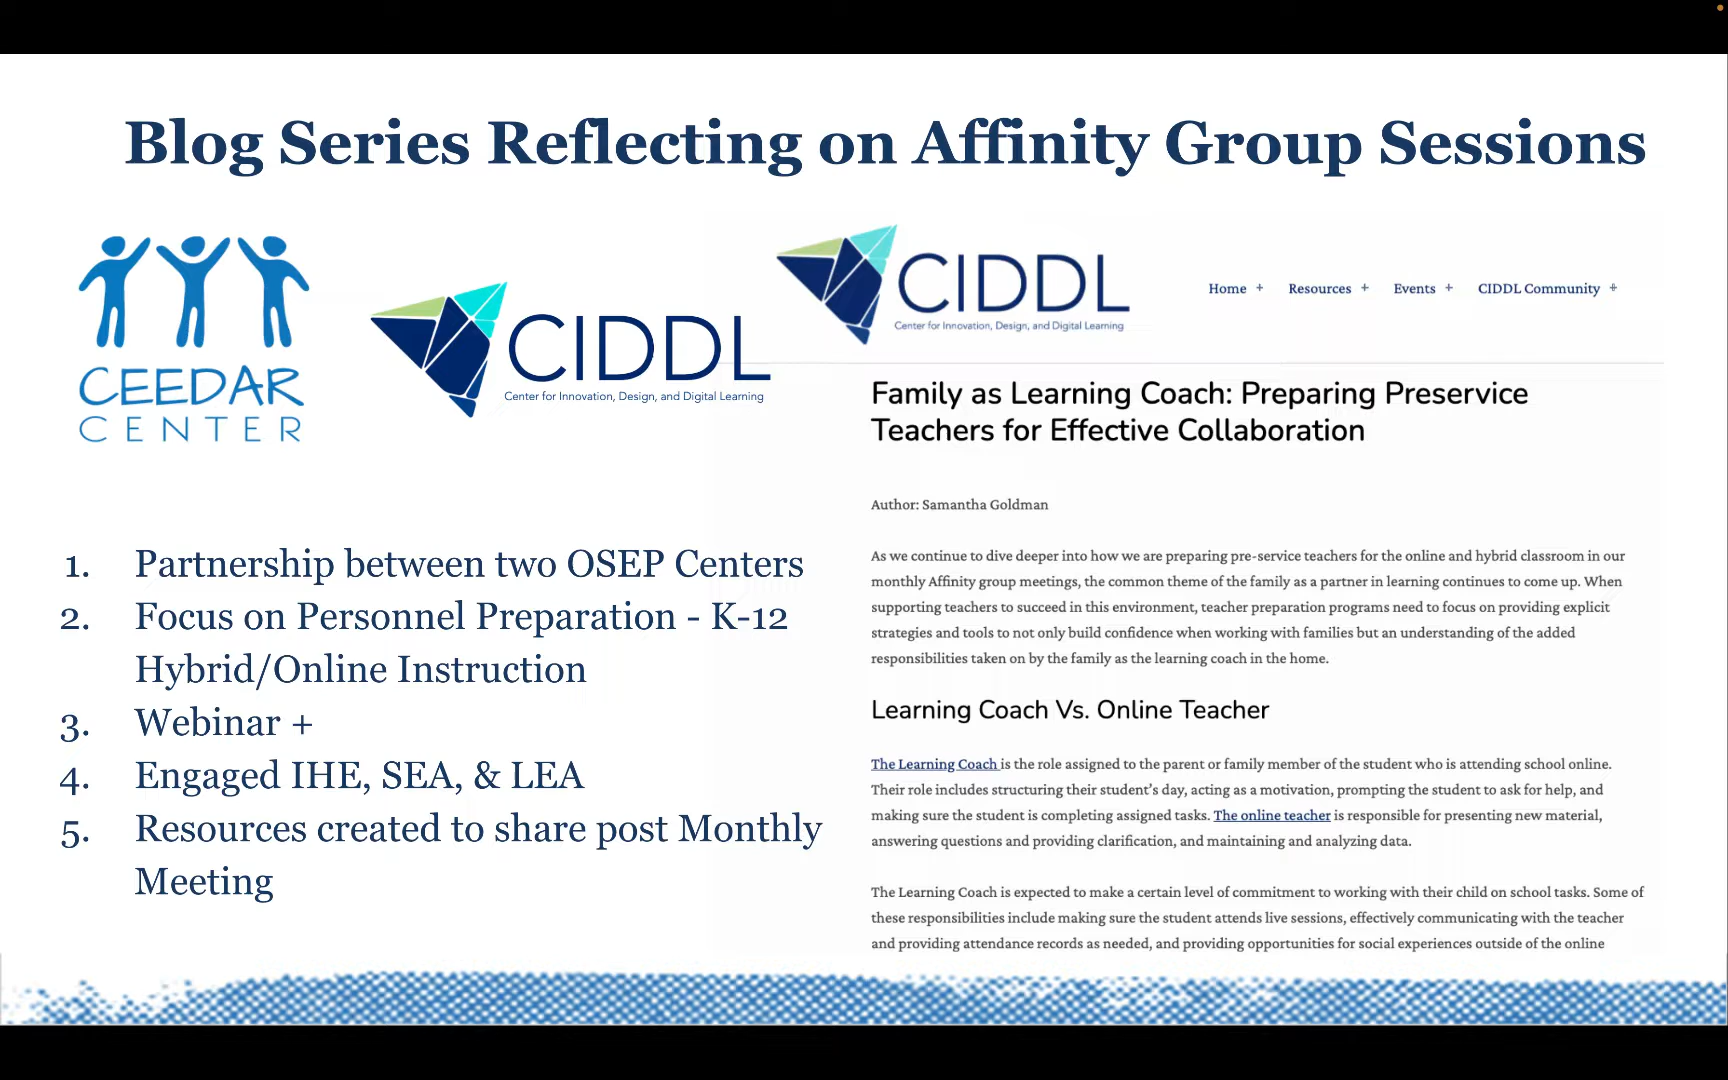 Blog Series Reflecting on Affinity Group Sessions
CEEDAR
CENTER
CIDDL
Center for Innovation, Design, and Digital Learning
1. Partnership between two OSEP Centers
2. Focus on Personnel Preparation - K-12
Hybrid/Online Instruction
3. Webinar +
4. Engaged IHE, SEA, & LEA
5. Resources created to share post Monthly
Meeting
CIDDL
Center for Innovation, Design, and Digital Learning
Home + Resources + Events + CIDDL Community +
Family as Learning Coach: Preparing Preservice
Teachers for Effective Collaboration
Author: Samantha Goldman
As we continue to dive deeper into how we are preparing pre-service teachers for the online and hybrid classroom in our
monthly Affinity group meetings, the common theme of the family as a partner in learning continues to come up. When
supporting teachers to succeed in this environment, teacher preparation programs need to focus on providing explicit
strategies and tools to not only build confidence when working with families but an understanding of the added
responsibilities taken on by the family as the learning coach in the home.
Learning Coach Vs. Online Teacher
The Learning Coach is the role assigned to the parent or family member of the student who is attending school online.
Their role includes structuring their student's day, acting as a motivation, prompting the student to ask for help, and
making sure the student is completing assigned tasks. The online teacher is responsible for presenting new material,
answering questions and providing clarification, and maintaining and analyzing data.
The Learning Coach is expected to make a certain level of commitment to working with their child on school tasks. Some of
these responsibilities include making sure the student attends live sessions, effectively communicating with the teacher
and providing attendance records as needed, and providing opportunities for social experiences outside of the online